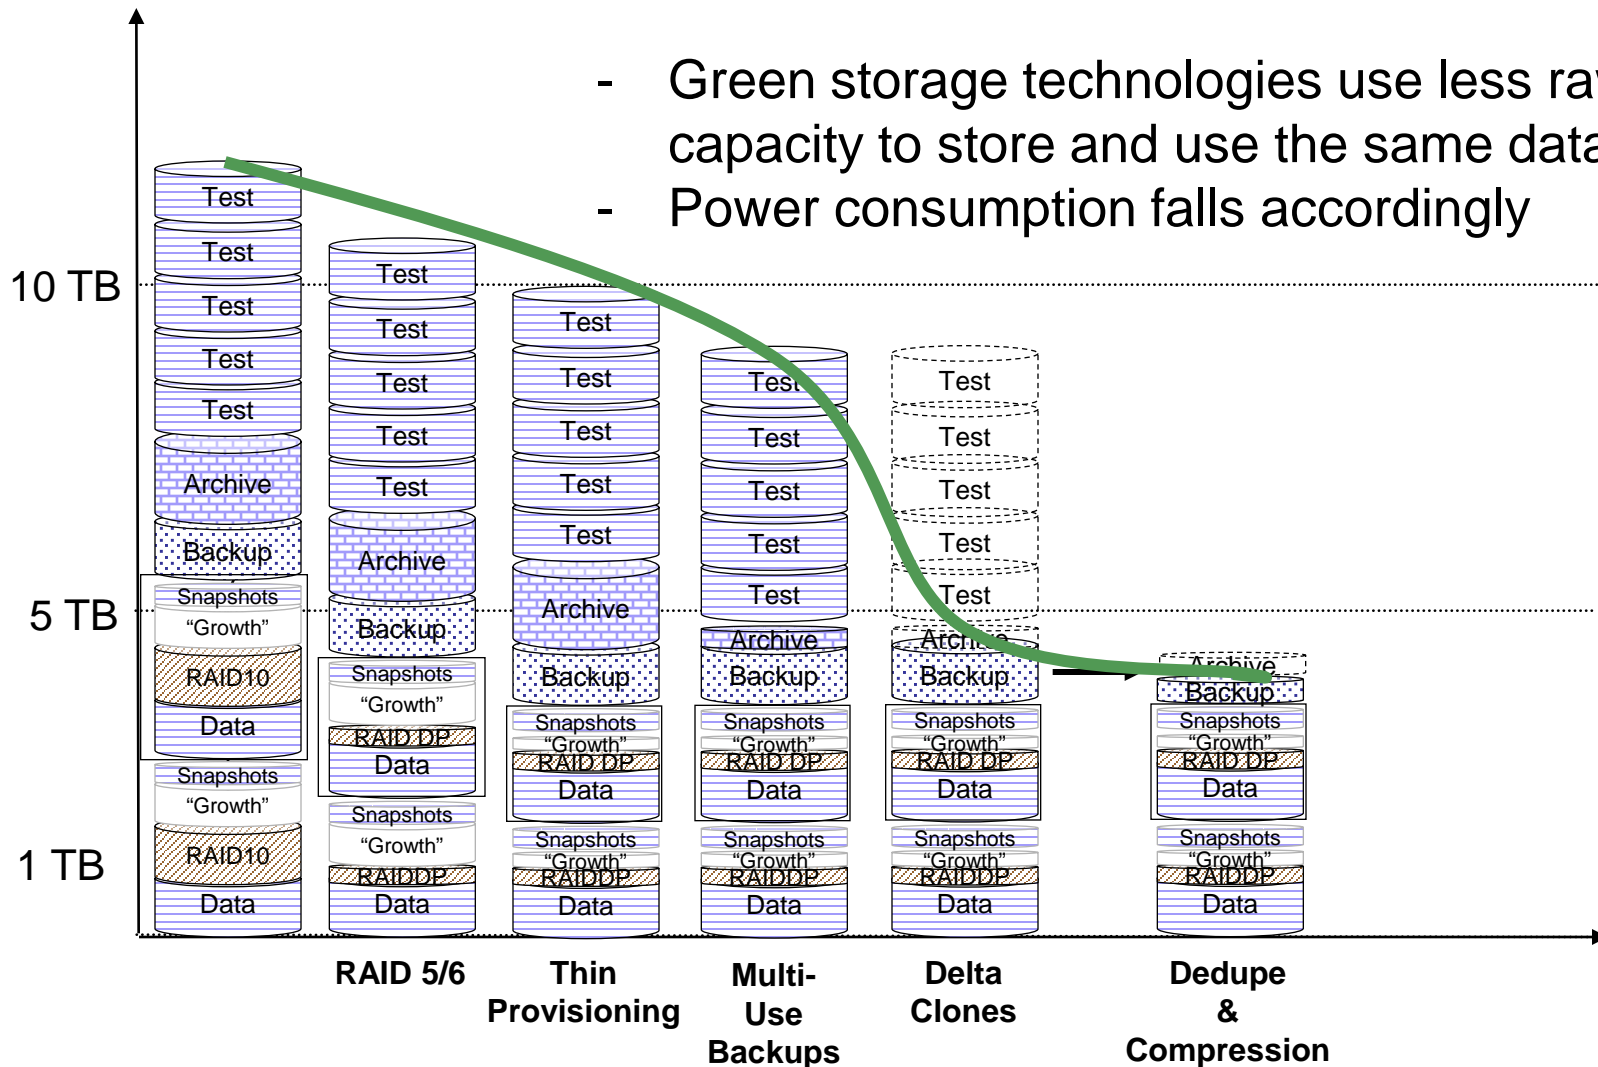 - Green storage technologies use less raw
capacity to store and use the same data
- Power consumption falls accordingly
10 TB
5 TB
1 TB
Test
Test
Test
Test
Test
Archive
Backup
Snapshots
“Growth”
RAID10
Data
Snapshots
“Growth”
RAID10
Data
Test
Test
Test
Test
Test
Archive
Backup
Snapshots
“Growth”
RAID DP
Data
Snapshots
“Growth”
RAIDDP
Data
Test
Test
Test
Test
Test
Archive
Backup
Snapshots
“Growth”
RAID DP
Data
Snapshots
“Growth”
RAIDDP
Data
Test
Test
Test
Test
Test
Archive
Backup
Snapshots
“Growth”
RAID DP
Data
Snapshots
“Growth”
RAIDDP
Data
Test
Test
Test
Test
Test
Archive
Backup
Snapshots
“Growth”
RAID DP
Data
Snapshots
“Growth”
RAIDDP
Data
Archive
Backup
Snapshots
“Growth”
RAID DP
Data
Snapshots
“Growth”
RAIDDP
Data
RAID 5/6
Thin
Provisioning
Multi-
Use
Backups
Delta
Clones
Dedupe
&
Compression